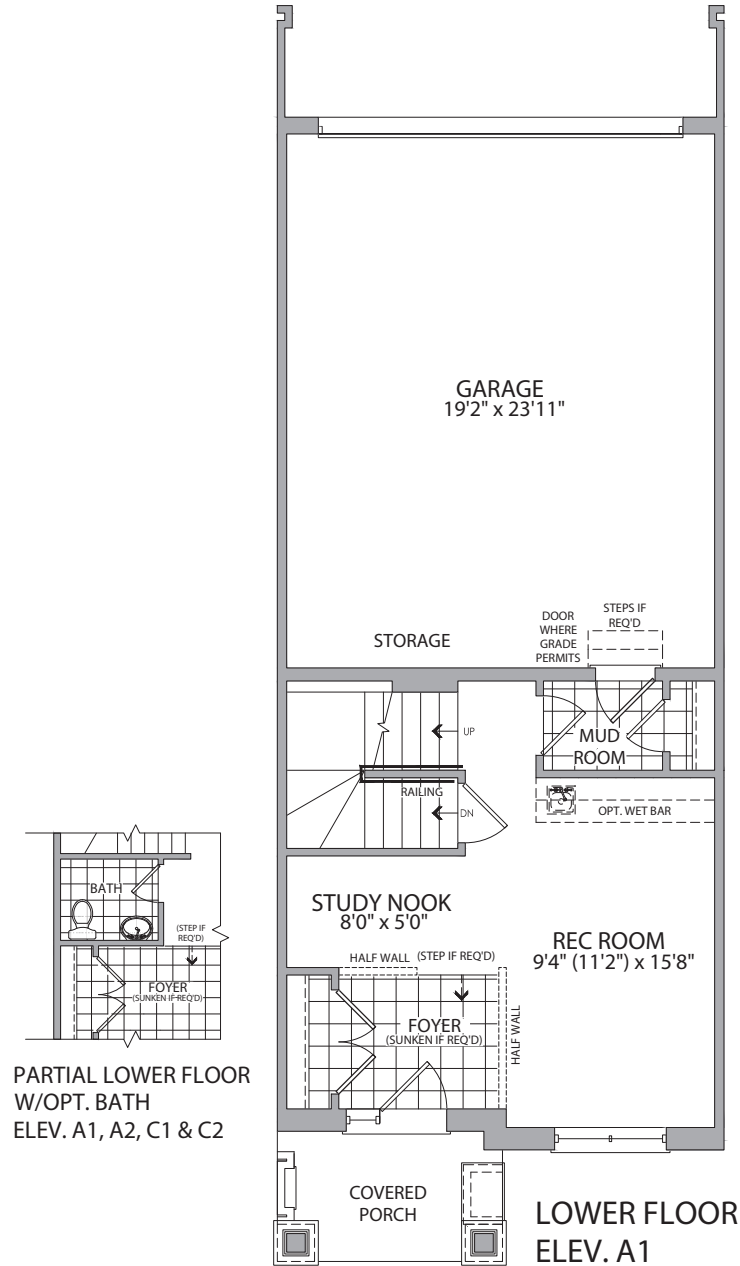 GARAGE
19'2" x 23'11"
STORAGE
DOOR
WHERE
GRADE
PERMITS
STEPS IF
REQ'D
MUD
ROOM
UP
RAILING
DN
OPT. WET BAR
STUDY NOOK
8'0" x 5'0"
REC ROOM
9'4" (11'2") x 15'8"
HALF WALL
(STEP IF REQ'D)
FOYER
(SUNKEN IF REQ'D)
HALF WALL
COVERED
PORCH
LOWER FLOOR
ELEV. A1
BATH
(STEP IF
REQ'D)
FOYER
(SUNKEN IF REQ'D)
PARTIAL LOWER FLOOR
W/OPT. BATH
ELEV. A1, A2, C1 & C2